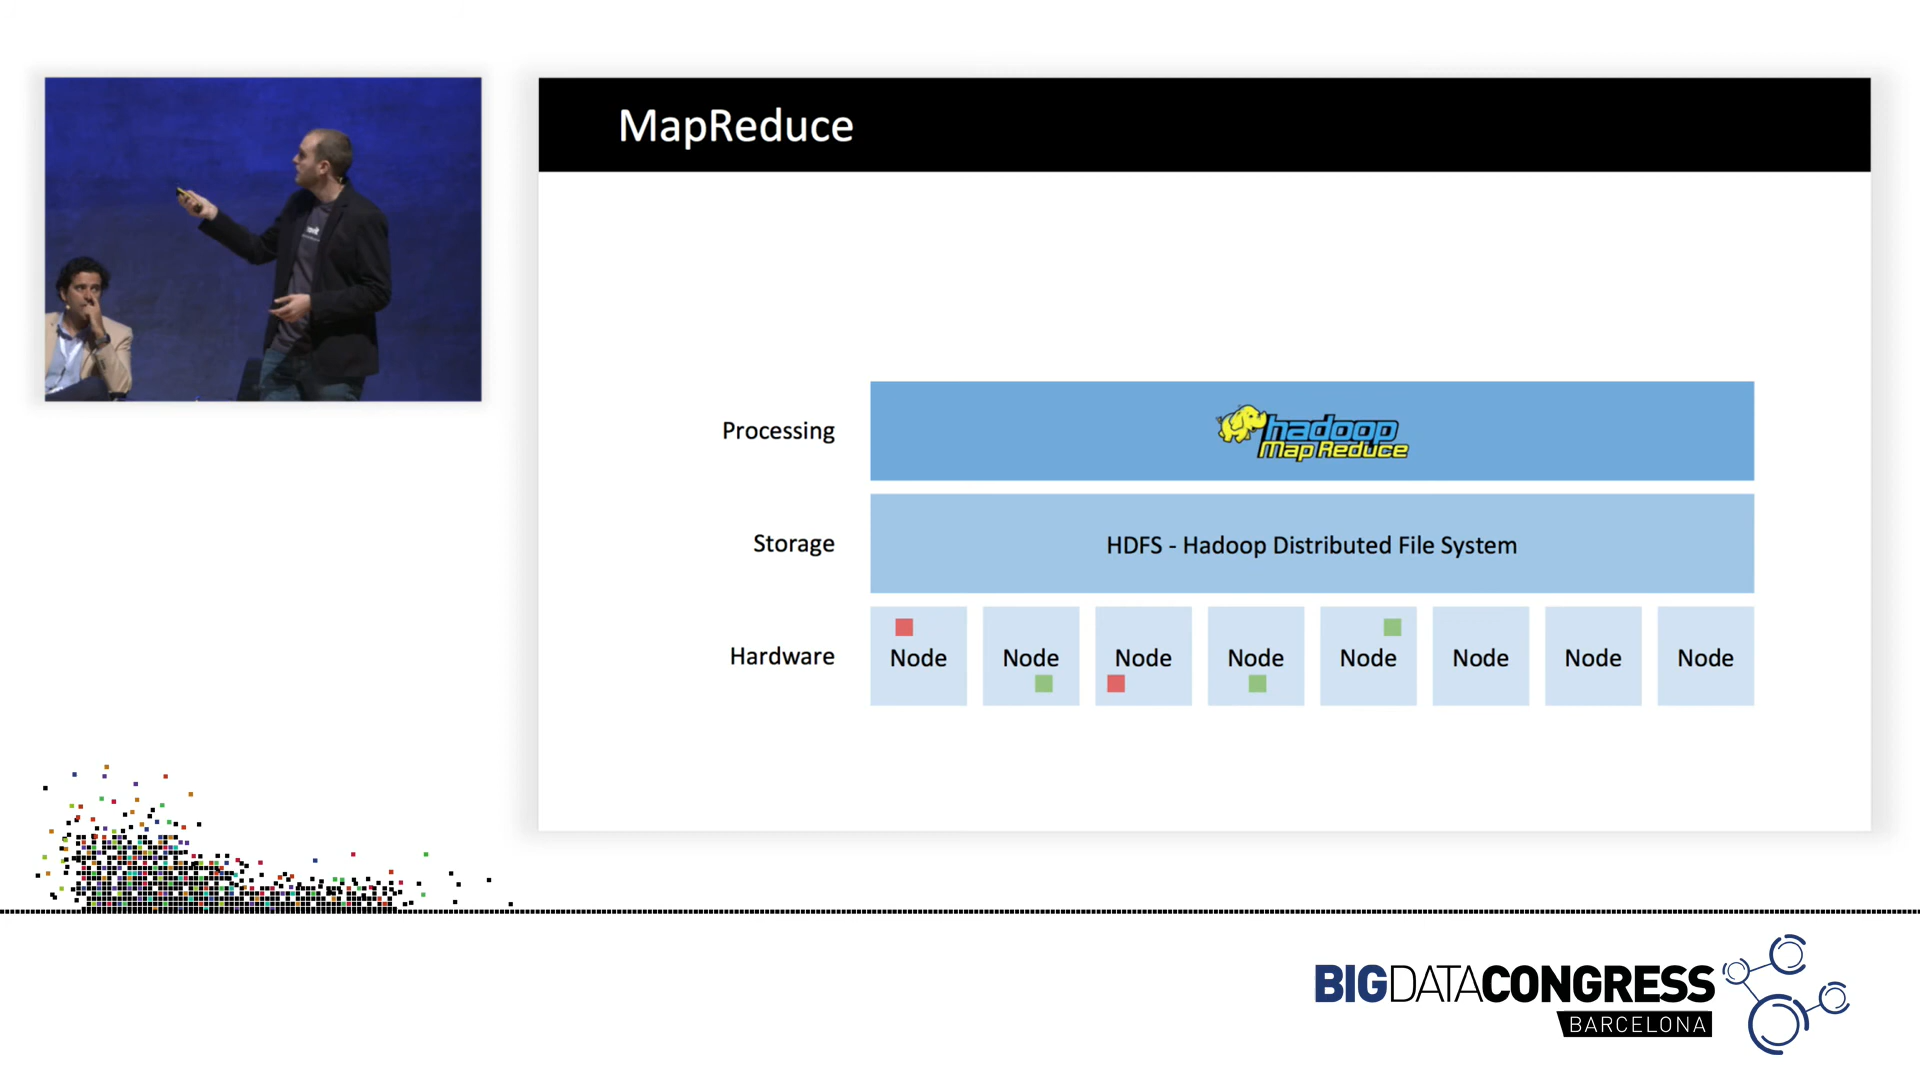 MapReduce
Processing
hadoop
Map Reduce
Storage
HDFS - Hadoop Distributed File System
Hardware
Node Node Node Node Node Node Node Node
BIGDATACONGRESS
BARCELONA